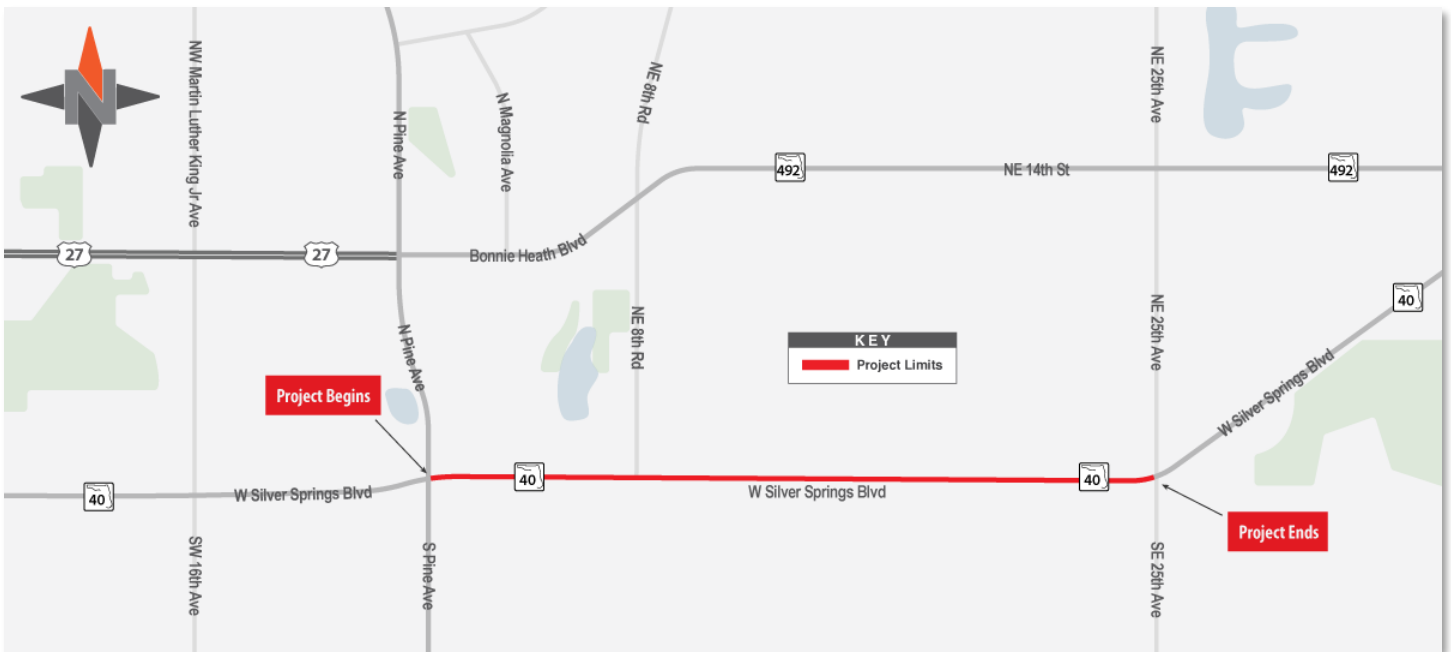 N
NW Martin Luther King Jr Ave
N Pine Ave
N Magnolia Ave
NE 8th Rd
NE 25th Ave
492
NE 14th St
492
27
27
Bonnie Heath Blvd
N Pine Ave
NE 8th Rd
NE 25th Ave
40
KEY
Project Limits
Project Begins
W Silver Springs Blvd
40
W Silver Springs Blvd
40
W Silver Springs Blvd
40
Project Ends
SW 16th Ave
S Pine Ave
SE 25th Ave